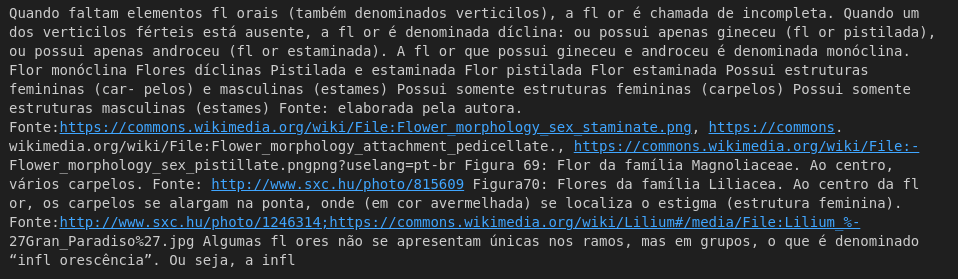 Quando faltam elementos fl orais (também denominados verticilos), a fl or é chamada de incompleta. Quando um
dos verticilos férteis está ausente, a fl or é denominada díclina: ou possui apenas gineceu (fl or pistilada),
ou possui apenas androceu (fl or estaminada). A fl or que possui gineceu e androceu é denominada monóclina.
Flor monóclina Flores díclinas Pistilada e estaminada Flor pistilada Flor estaminada Possui estruturas
femininas (car- pelos) e masculinas (estames) Possui somente estruturas femininas (carpelos) Possui somente
estruturas masculinas (estames) Fonte: elaborada pela autora.
Fonte:https://commons.wikimedia.org/wiki/File:Flower_morphology_sex_staminate.png, https://commons.
wikimedia.org/wiki/File:Flower_morphology_attachment_pedicellate., https://commons.wikimedia.org/wiki/File:-
Flower_morphology_sex_pistillate.pngpng?uselang=pt-br Figura 69: Flor da família Magnoliaceae. Ao centro,
vários carpelos. Fonte: http://www.sxc.hu/photo/815609 Figura70: Flores da família Liliacea. Ao centro da fl
or, os carpelos se alargam na ponta, onde (em cor avermelhada) se localiza o estigma (estrutura feminina).
Fonte:http://www.sxc.hu/photo/1246314;https://commons.wikimedia.org/wiki/Lilium#/media/File:Lilium_%-
27Gran_Paradiso%27.jpg Algumas fl ores não se apresentam únicas nos ramos, mas em grupos, o que é denominado
“infl orescência”. Ou seja, a infl